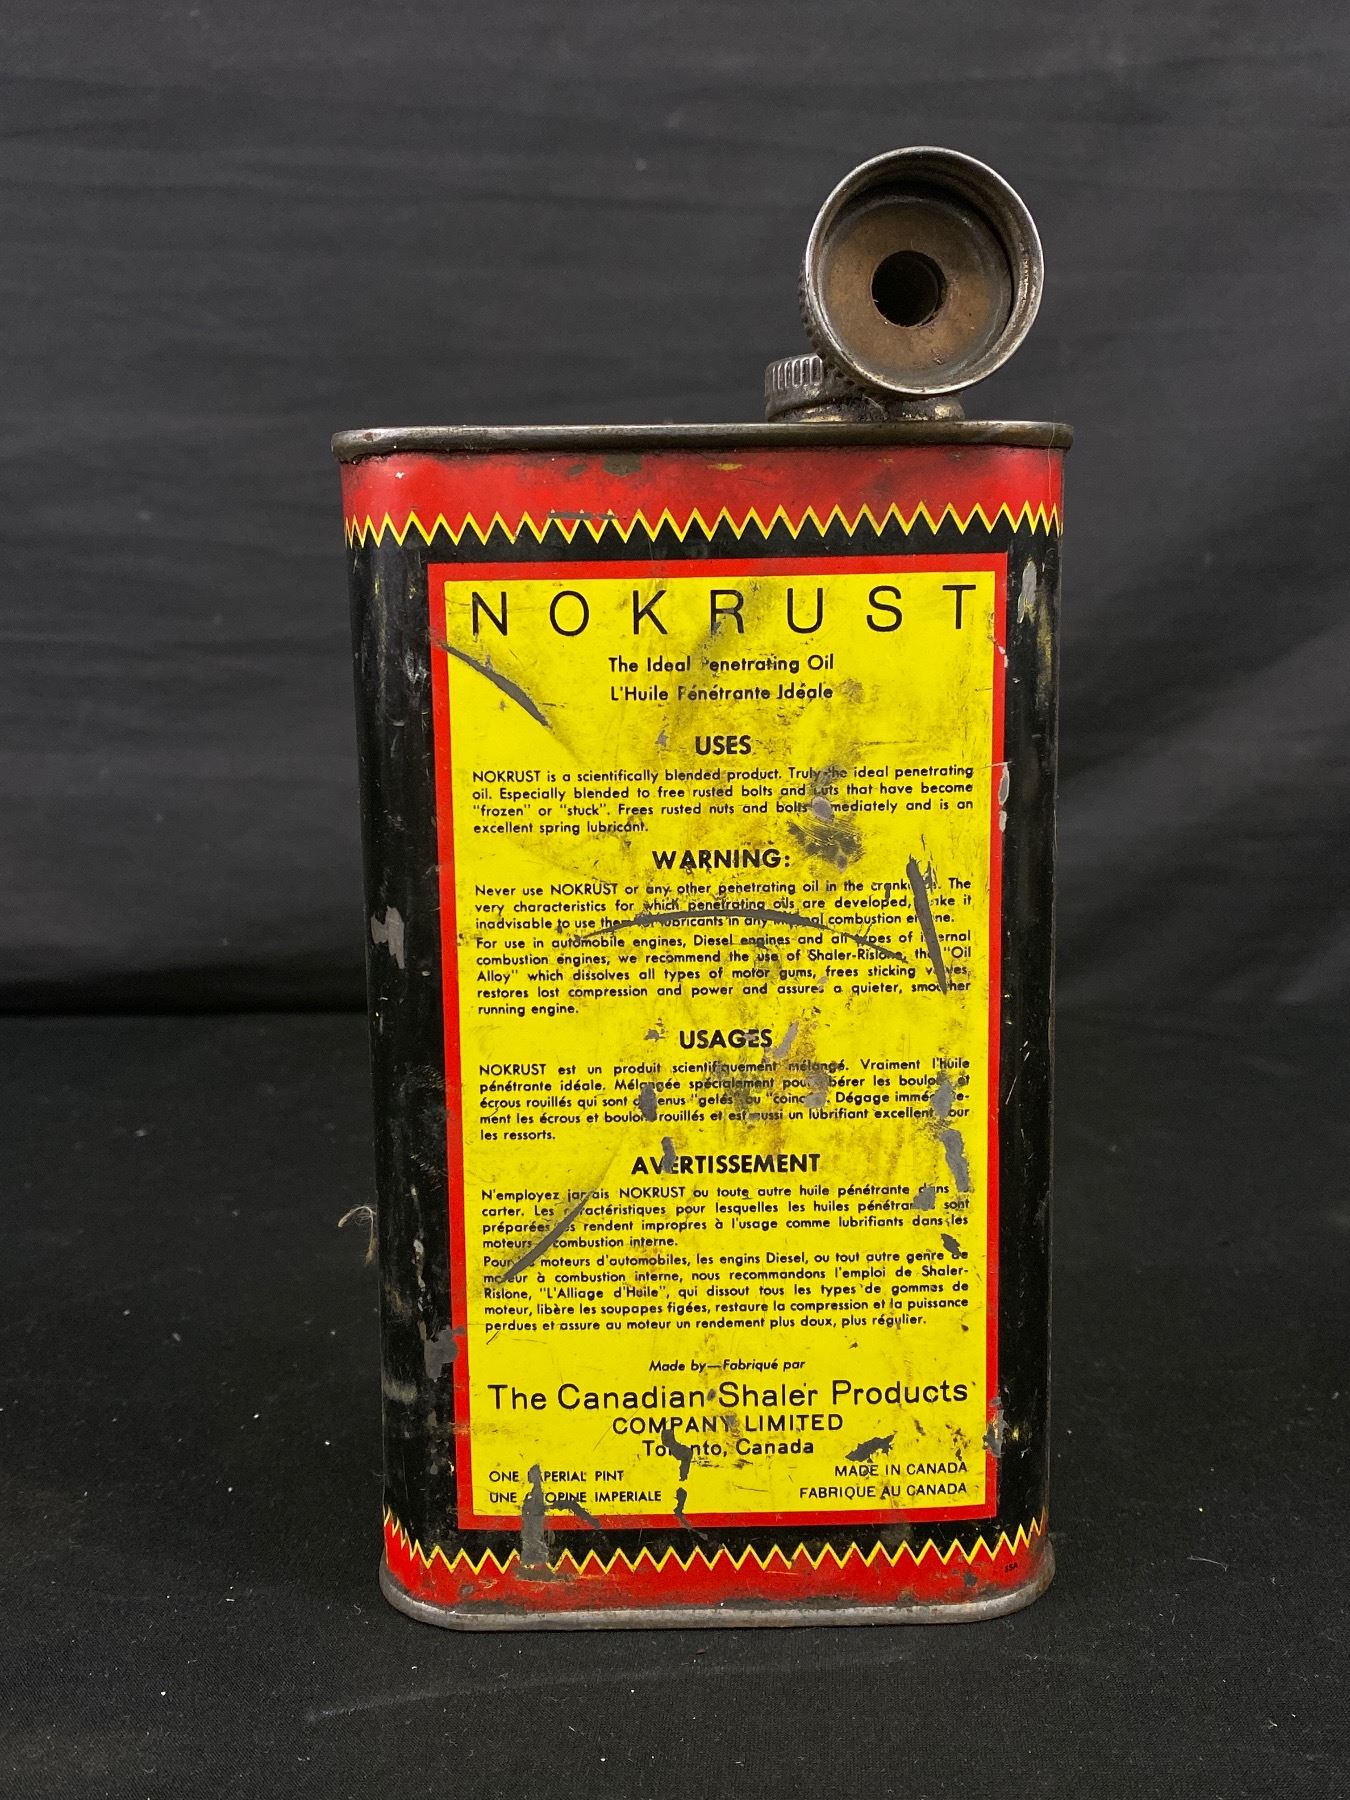 NOKRUST
The Ideal Penetrating Oil
L'Huile Pénétrante Idéale
USES
NOKRUST is a scientifically blended product. Truly the ideal penetrating
oil. Especially blended to free rusted bolts and nuts that have become
"frozen" or "stuck". Frees rusted nuts and bolts immediately and is an
excellent spring lubricant.
WARNING:
Never use NOKRUST or any other penetrating oil in the crankcase. The
very characteristics for which penetrating oils are developed, make it
inadvisable to use them as lubricants in any internal combustion engine.
For use in automobile engines, Diesel engines and all types of internal
combustion engines, we recommend the use of Shaler-Rislone, the "Oil
Alloy" which dissolves all types of motor gums, frees sticking valves,
restores lost compression and power and assures a quieter, smoother
running engine.
USAGES
NOKRUST est un produit scientifiquement mélangé. Vraiment l'huile
pénétrante idéale. Mélangée spécialement pour libérer les boulons et
écrous rouillés qui sont devenus "gelés" ou "coincés". Dégage immédiate-
ment les écrous et boulons rouillés et est aussi un lubrifiant excellent pour
les ressorts.
AVERTISSEMENT
N'employez jamais NOKRUST ou toute autre huile pénétrante dans
carter. Les caractéristiques pour lesquelles les huiles pénétrantes sont
préparées les rendent impropres à l'usage comme lubrifiants dans les
moteurs combustion interne.
Pour moteurs d'automobiles, les engins Diesel, ou tout autre genre de
moteur à combustion interne, nous recommandons l'emploi de Shaler-
Rislone, "L'Alliage d'Huile", qui dissout tous les types de gommes de
moteur, libère les soupapes figées, restaure la compression et la puissance
perdues et assure au moteur un rendement plus doux, plus régulier.
Made by—Fabriqué par
The Canadian Shaler Products
COMPANY LIMITED
Toronto, Canada
ONE IMPERIAL PINT
MADE IN CANADA
UNE CHOPINE IMPERIALE
FABRIQUE AU CANADA